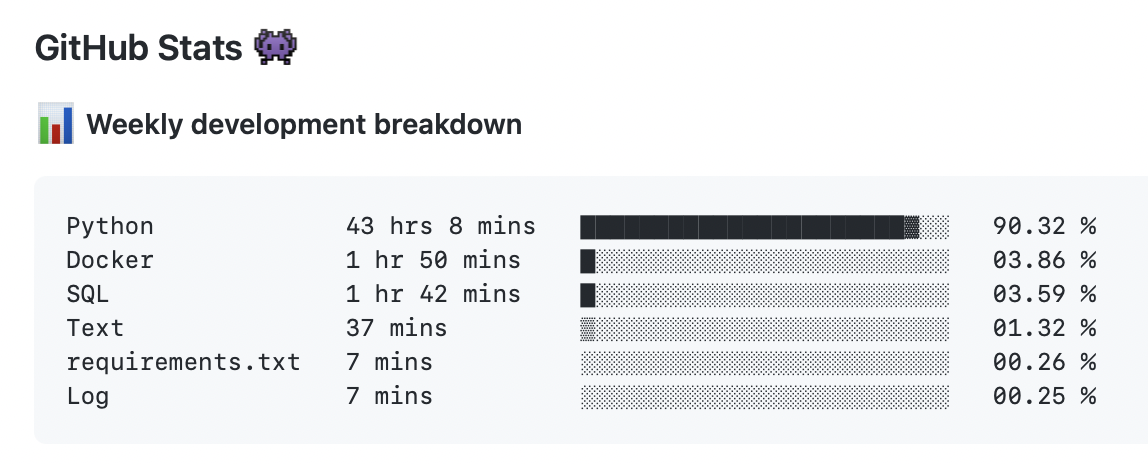 GitHub Stats 👾
📊 Weekly development breakdown
Python 43 hrs 8 mins ██████████████████████▓░░ 90.32 %
Docker 1 hr 50 mins █░░░░░░░░░░░░░░░░░░░░░░░░ 03.86 %
SQL 1 hr 42 mins █░░░░░░░░░░░░░░░░░░░░░░░░ 03.59 %
Text 37 mins ▒░░░░░░░░░░░░░░░░░░░░░░░░ 01.32 %
requirements.txt 7 mins ░░░░░░░░░░░░░░░░░░░░░░░░░ 00.26 %
Log 7 mins ░░░░░░░░░░░░░░░░░░░░░░░░░ 00.25 %